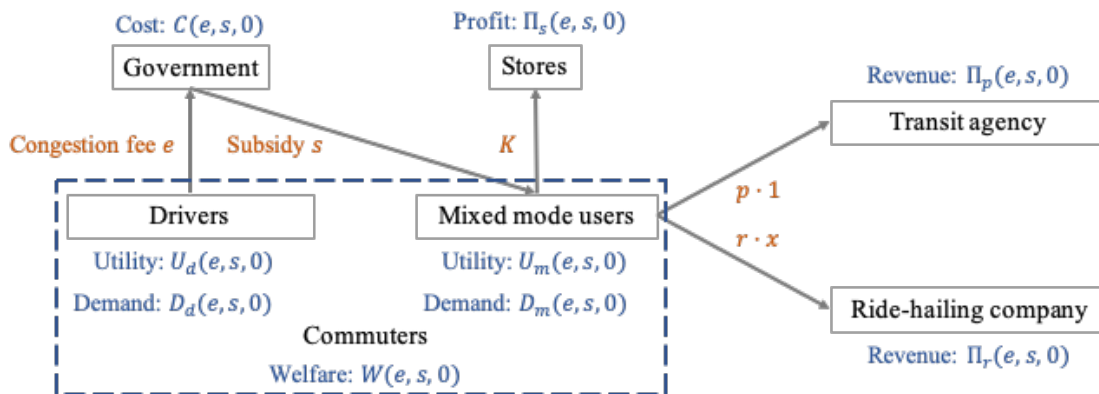 Cost: C(e, s, 0)
Profit: Π_s(e, s, 0)
Government
Stores
Revenue: Π_p(e, s, 0)
Transit agency
Congestion fee e
Subsidy s
K
p · 1
Drivers
Mixed mode users
r · x
Utility: U_d(e, s, 0)
Utility: U_m(e, s, 0)
Demand: D_d(e, s, 0)
Demand: D_m(e, s, 0)
Ride-hailing company
Commuters
Revenue: Π_r(e, s, 0)
Welfare: W(e, s, 0)